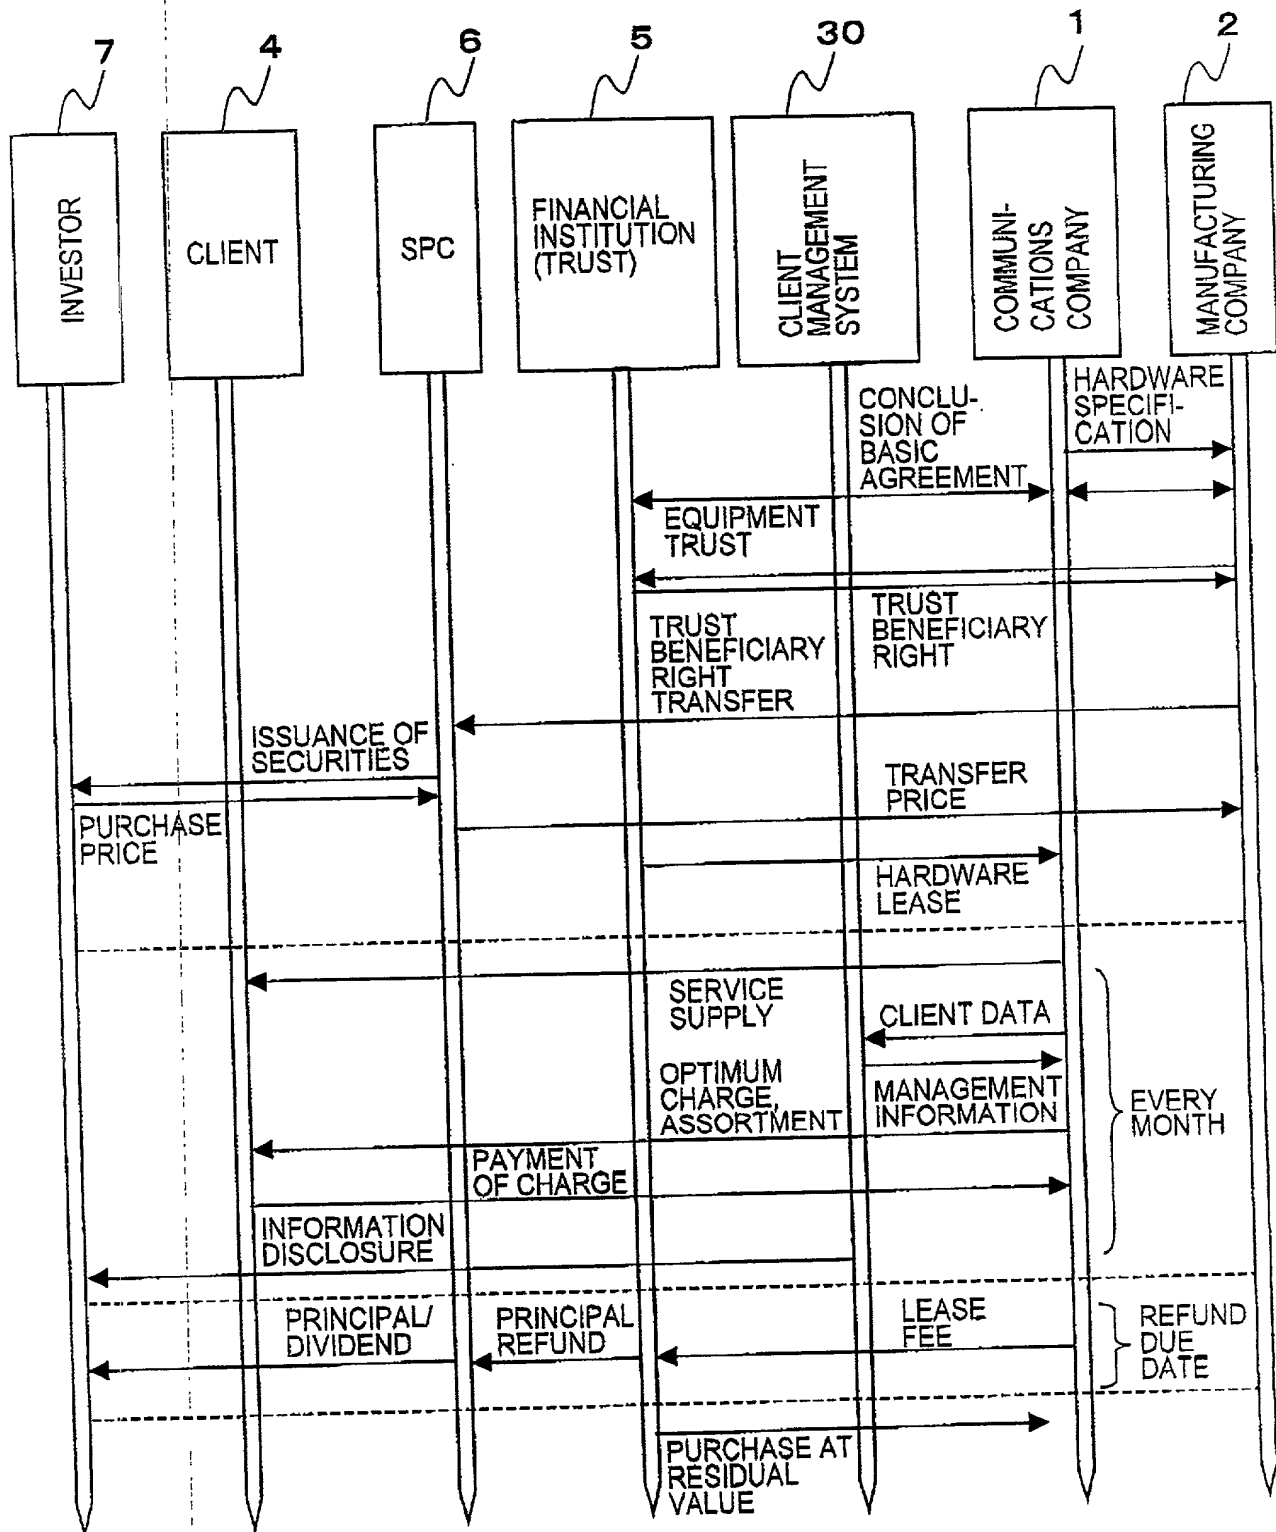 7
4
6
5
30
1
2
INVESTOR
CLIENT
SPC
FINANCIAL
INSTITUTION
(TRUST)
CLIENT
MANAGEMENT
SYSTEM
COMMUNI-
CATIONS
COMPANY
MANUFACTURING
COMPANY
HARDWARE
SPECIFI-
CATION
CONCLU-
SION OF
BASIC
AGREEMENT
EQUIPMENT
TRUST
TRUST
BENEFICIARY
RIGHT
TRUST
BENEFICIARY
RIGHT
TRANSFER
ISSUANCE OF
SECURITIES
TRANSFER
PRICE
PURCHASE
PRICE
HARDWARE
LEASE
SERVICE
SUPPLY
CLIENT DATA
OPTIMUM
CHARGE,
ASSORTMENT
MANAGEMENT
INFORMATION
EVERY
MONTH
PAYMENT
OF CHARGE
INFORMATION
DISCLOSURE
PRINCIPAL/
DIVIDEND
PRINCIPAL
REFUND
LEASE
FEE
REFUND
DUE
DATE
PURCHASE AT
RESIDUAL
VALUE